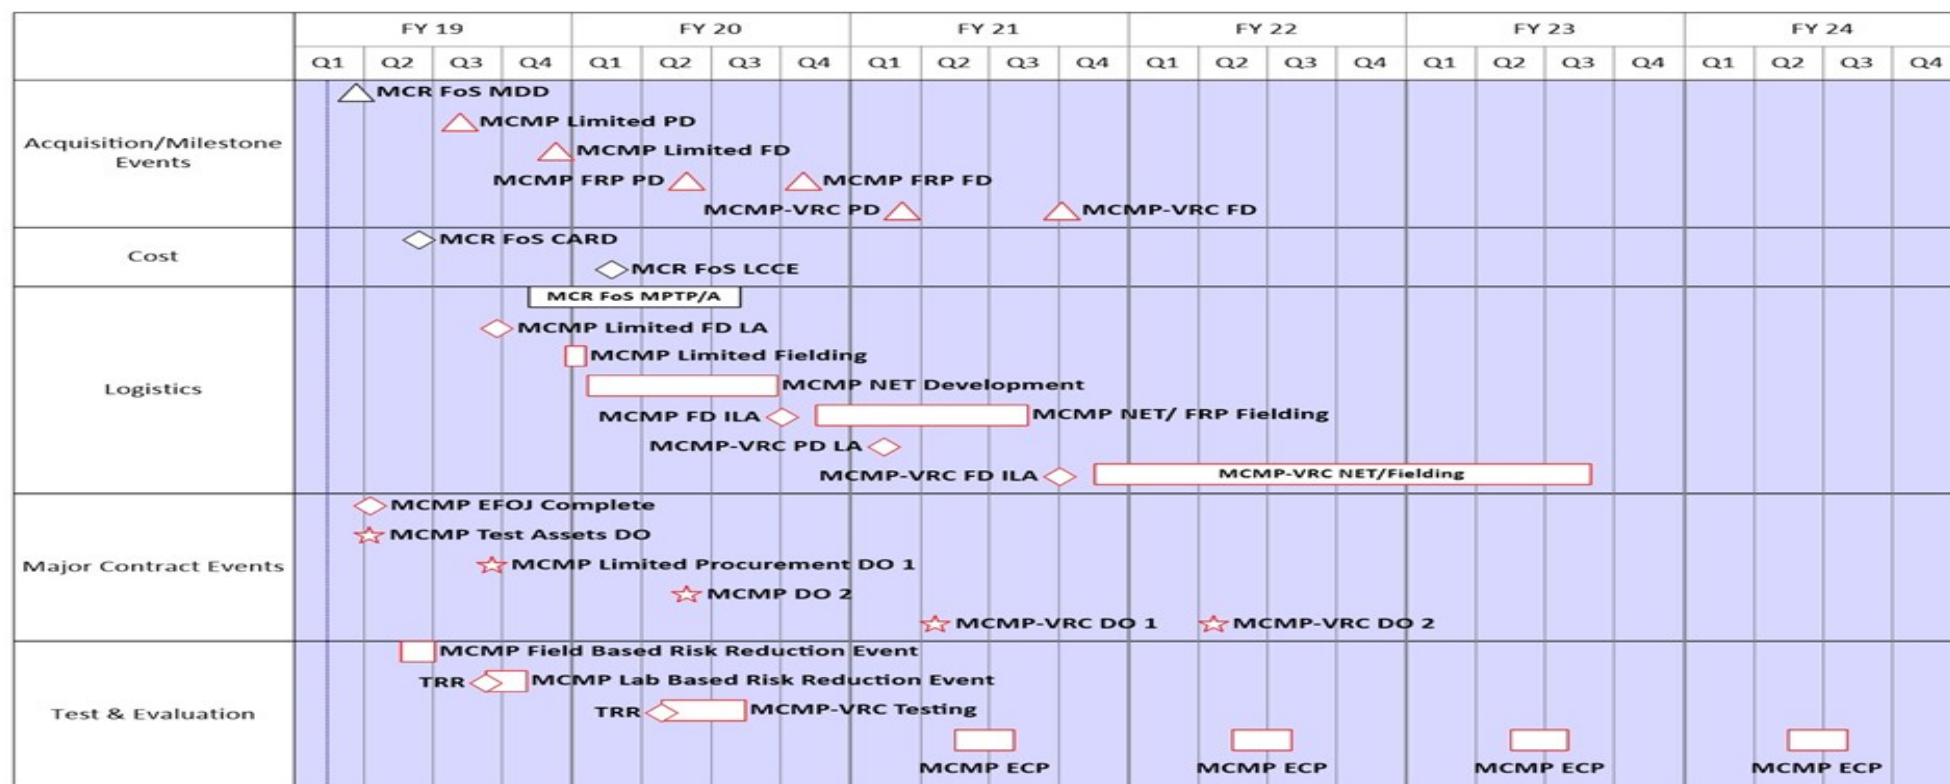 FY 19 FY 20 FY 21 FY 22 FY 23 FY 24
Q1 Q2 Q3 Q4 Q1 Q2 Q3 Q4 Q1 Q2 Q3 Q4 Q1 Q2 Q3 Q4 Q1 Q2 Q3 Q4 Q1 Q2 Q3 Q4
Acquisition/Milestone
Events
MCR FoS MDD
MCMP Limited PD
MCMP Limited FD
MCMP FRP PD MCMP FRP FD
MCMP-VRC PD MCMP-VRC FD
Cost
MCR FoS CARD
MCR FoS LCCE
Logistics
MCR FoS MPTP/A
MCMP Limited FD LA
MCMP Limited Fielding
MCMP NET Development
MCMP FD ILA MCMP NET/ FRP Fielding
MCMP-VRC PD LA
MCMP-VRC FD ILA MCMP-VRC NET/Fielding
Major Contract Events
MCMP EFOJ Complete
MCMP Test Assets DO
MCMP Limited Procurement DO 1
MCMP DO 2
MCMP-VRC DO 1 MCMP-VRC DO 2
Test & Evaluation
MCMP Field Based Risk Reduction Event
TRR MCMP Lab Based Risk Reduction Event
TRR MCMP-VRC Testing
MCMP ECP MCMP ECP MCMP ECP MCMP ECP